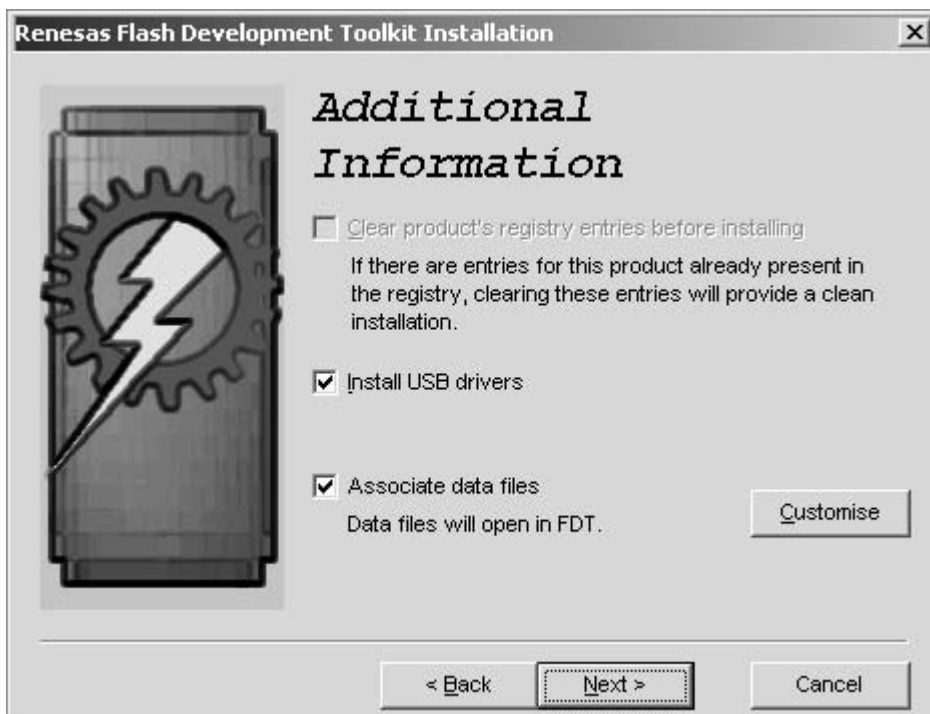 Renesas Flash Development Toolkit Installation
Additional
Information
Clear product's registry entries before installing
If there are entries for this product already present in
the registry, clearing these entries will provide a clean
installation.
Install USB drivers
Associate data files
Data files will open in FDT.
Customise
< Back
Next >
Cancel